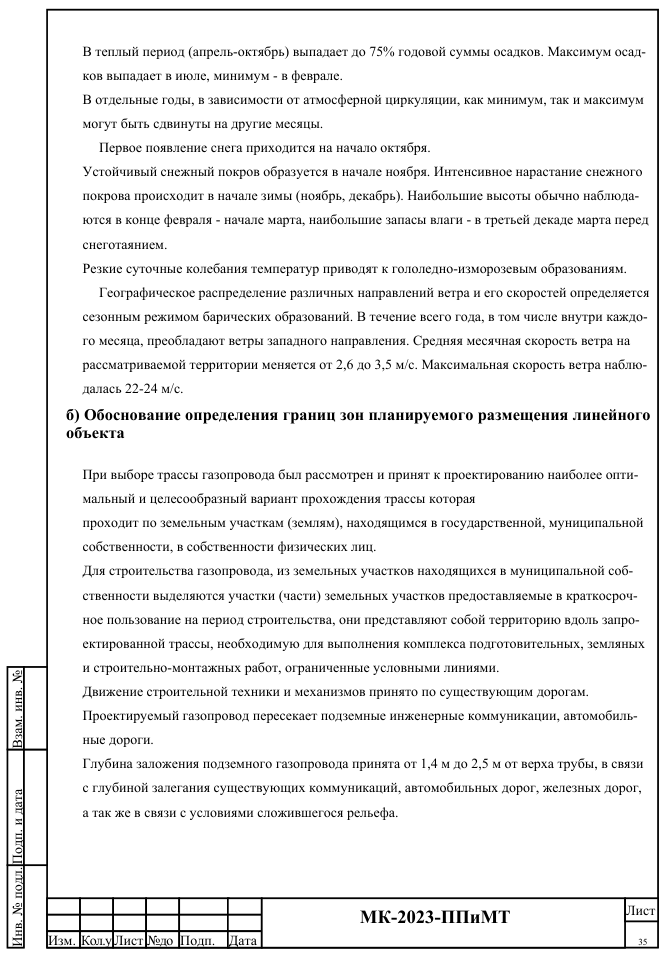 В теплый период (апрель-октябрь) выпадает до 75% годовой суммы осадков. Максимум осад-
ков выпадает в июле, минимум - в феврале.
В отдельные годы, в зависимости от атмосферной циркуляции, как минимум, так и максимум
могут быть сдвинуты на другие месяцы.
Первое появление снега приходится на начало октября.
Устойчивый снежный покров образуется в начале ноября. Интенсивное нарастание снежного
покрова происходит в начале зимы (ноябрь, декабрь). Наибольшие высоты обычно наблюда-
ются в конце февраля - начале марта, наибольшие запасы влаги - в третьей декаде марта перед
снеготаянием.
Резкие суточные колебания температур приводят к гололедно-изморозевым образованиям.
Географическое распределение различных направлений ветра и его скоростей определяется
сезонным режимом барических образований. В течение всего года, в том числе внутри каждо-
го месяца, преобладают ветры западного направления. Средняя месячная скорость ветра на
рассматриваемой территории меняется от 2,6 до 3,5 м/с. Максимальная скорость ветра наблю-
далась 22-24 м/с.
б) Обоснование определения границ зон планируемого размещения линейного
объекта
При выборе трассы газопровода был рассмотрен и принят к проектированию наиболее опти-
мальный и целесообразный вариант прохождения трассы которая
проходит по земельным участкам (землям), находящимся в государственной, муниципальной
собственности, в собственности физических лиц.
Для строительства газопровода, из земельных участков находящихся в муниципальной соб-
ственности выделяются участки (части) земельных участков предоставляемые в краткосроч-
ное пользование на период строительства, они представляют собой территорию вдоль запро-
ектированной трассы, необходимую для выполнения комплекса подготовительных, земляных
и строительно-монтажных работ, ограниченные условными линиями.
Движение строительной техники и механизмов принято по существующим дорогам.
Проектируемый газопровод пересекает подземные инженерные коммуникации, автомобиль-
ные дороги.
Глубина заложения подземного газопровода принята от 1,4 м до 2,5 м от верха трубы, в связи
с глубиной залегания существующих коммуникаций, автомобильных дорог, железных дорог,
а так же в связи с условиями сложившегося рельефа.
Взам. инв. №
Подп. и дата
Инв. № подл.
МК-2023-ППиМТ
Лист
35
Изм. Кол.у Лист №до Подп. Дата